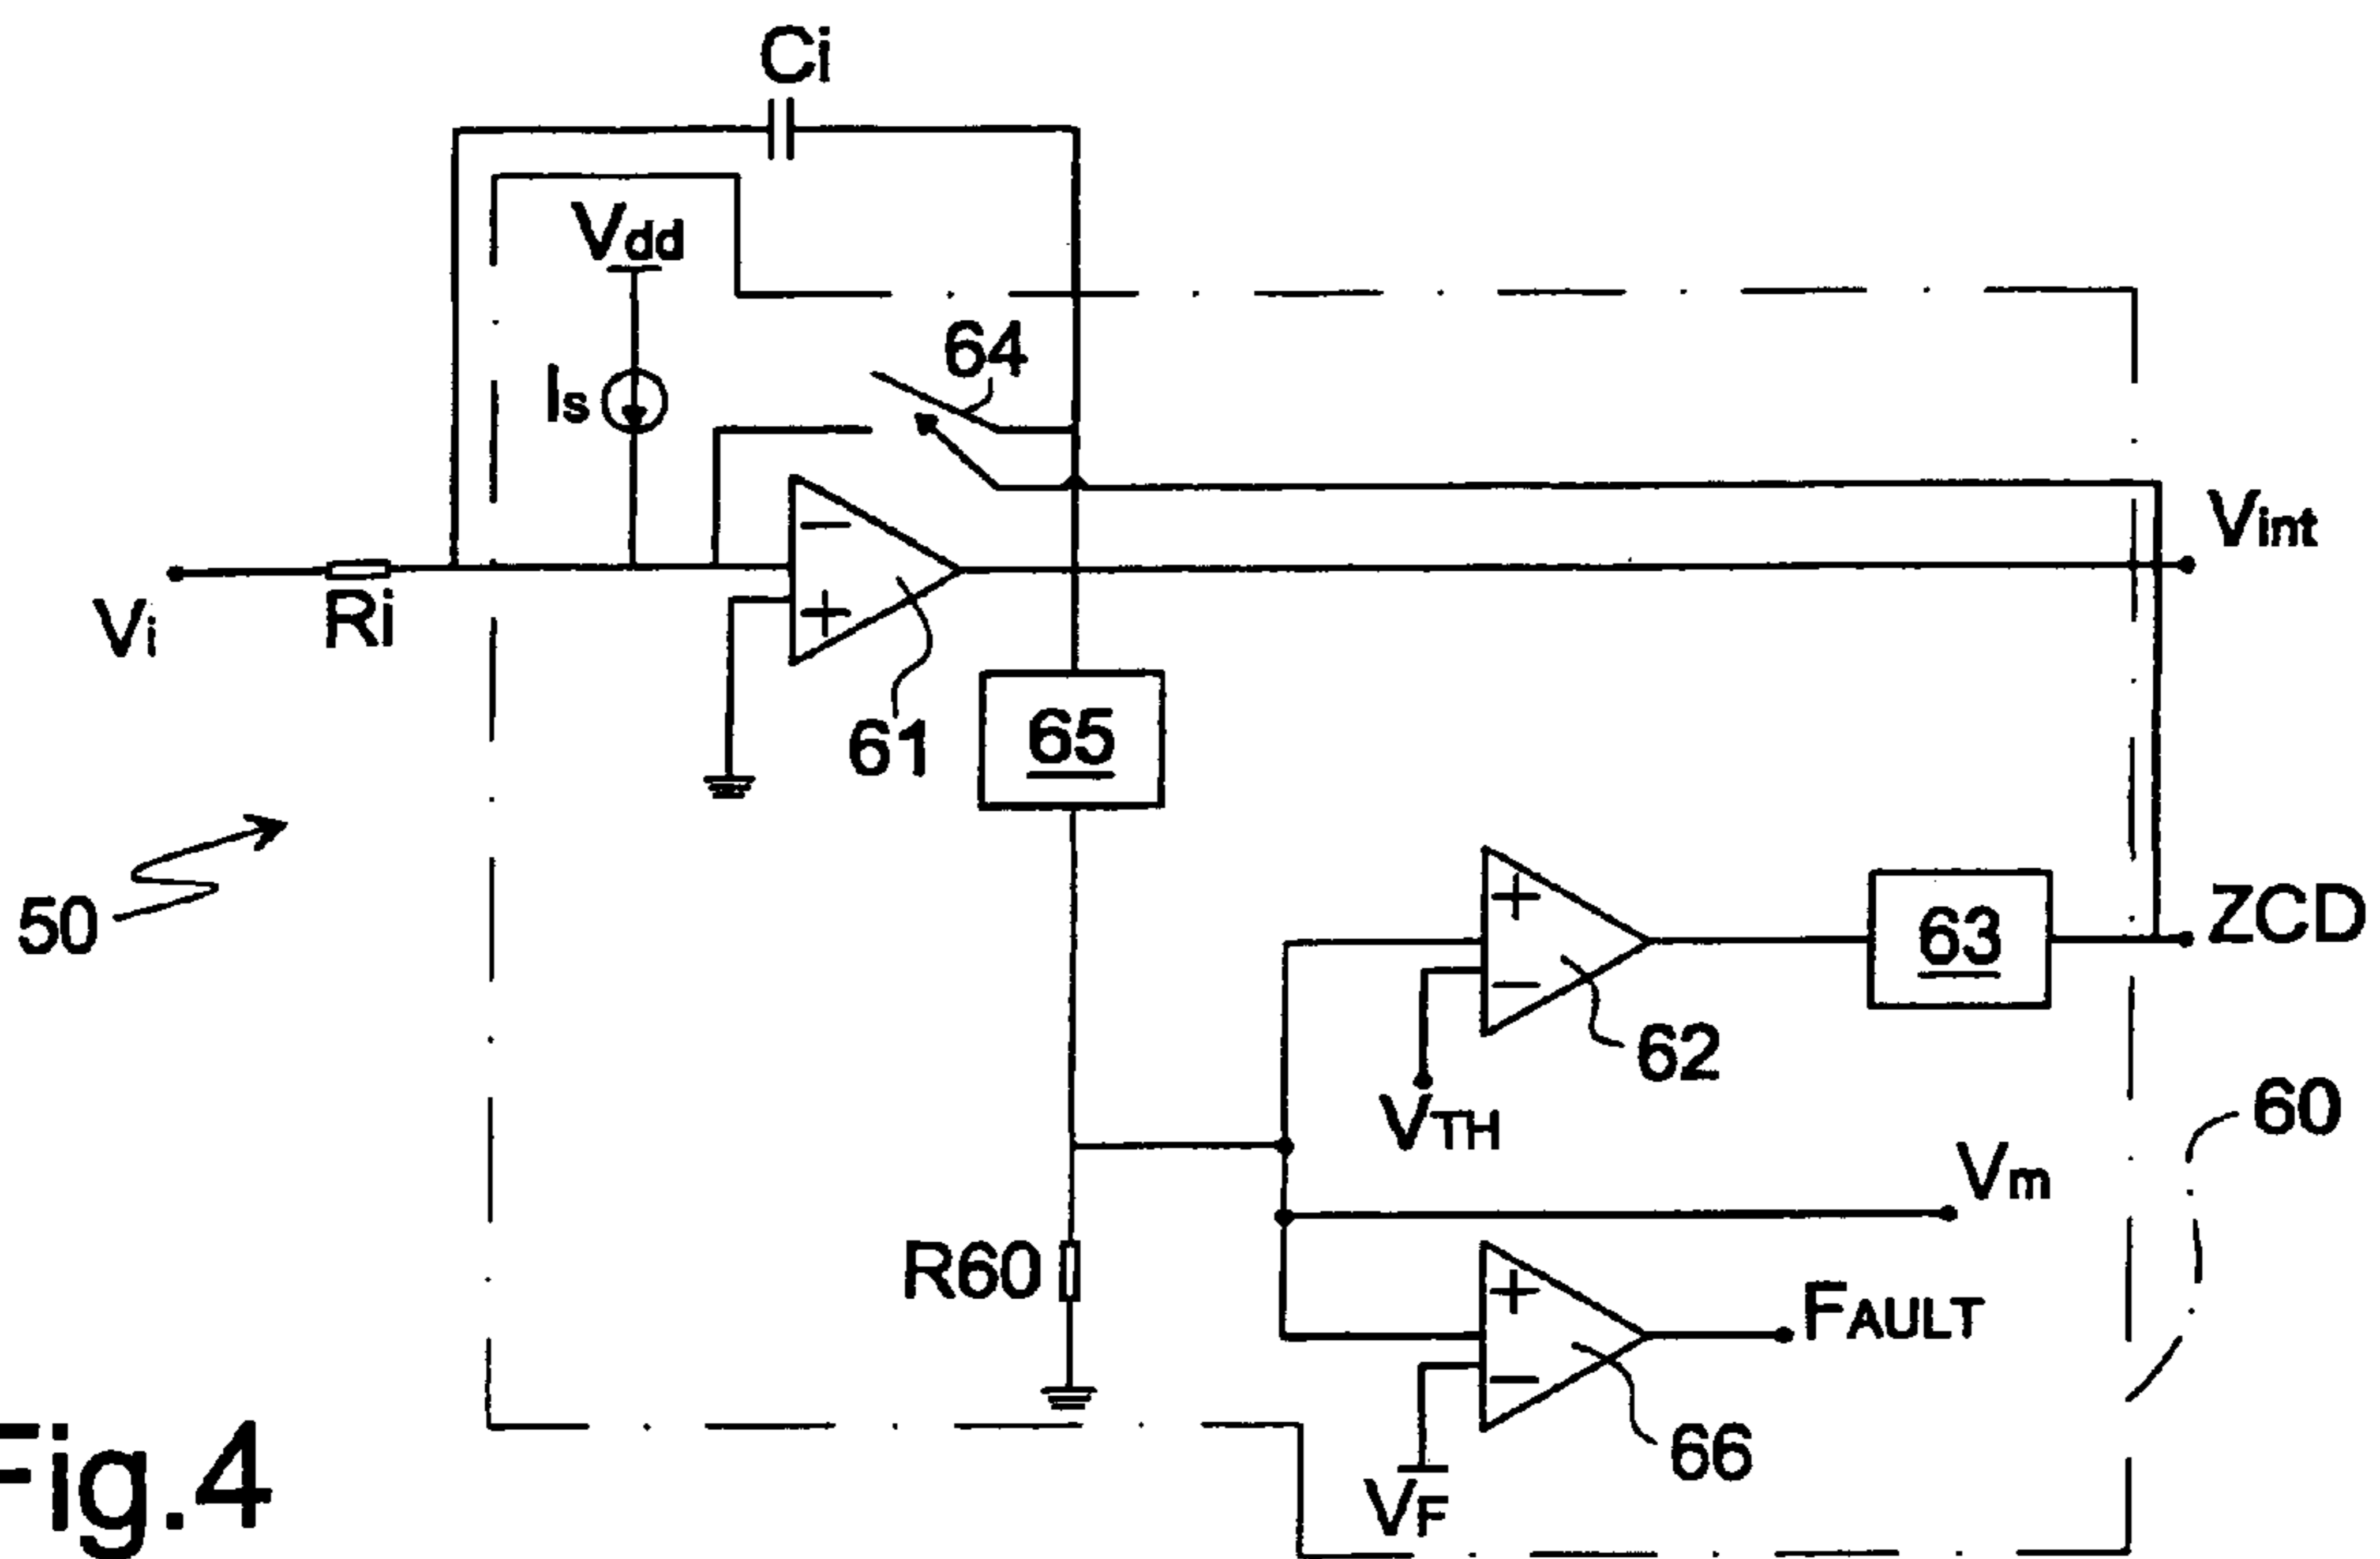 Ci
Vdd
64
Is
Vint
Vi
Ri
−
+
61
65
50
+
−
63
ZCD
62
VTH
60
Vm
R60
+
−
FAULT
66
VF
Fig.4